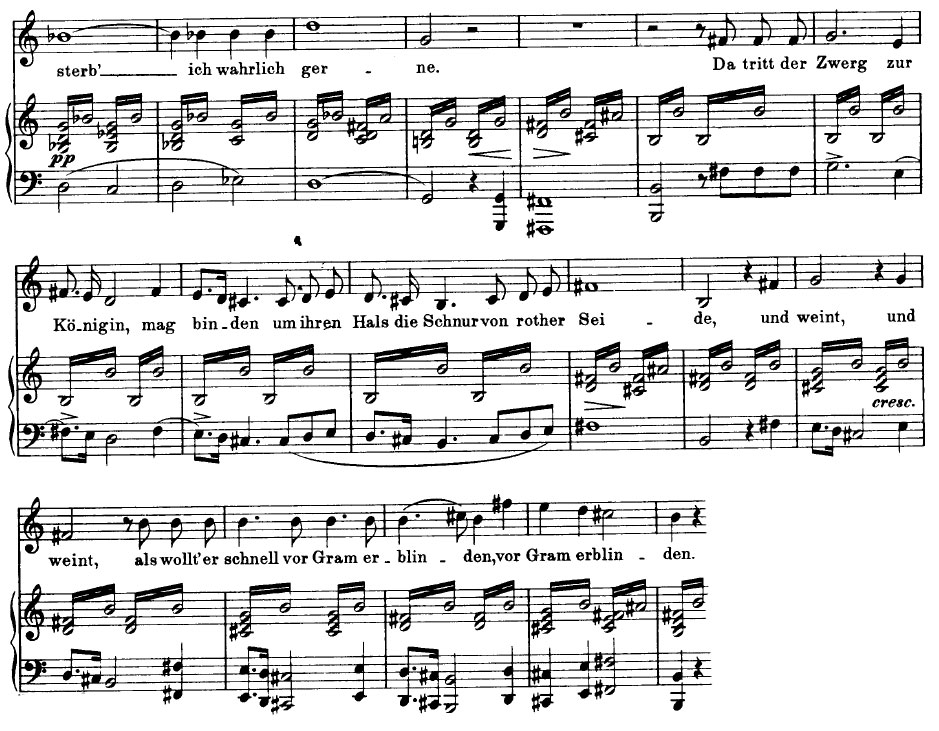 sterb' ich wahrlich ger - ne. Da tritt der Zwerg zur
pp
4
Kö-nigin, mag bin-den um ihren Hals die Schnur von rother Sei - de, und weint, und
cresc.
weint, als wollt'er schnell vor Gram er-blin - den, vor Gram erblin - den.